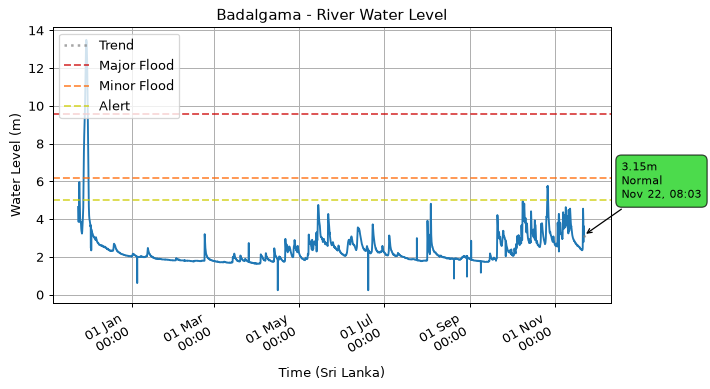 Badalgama - River Water Level
14
12
10
8
6
4
2
0
Water Level (m)
Trend
Major Flood
Minor Flood
Alert
3.15m
Normal
Nov 22, 08:03
01 Jan
00:00
01 Mar
00:00
01 May
00:00
01 Jul
00:00
01 Sep
00:00
01 Nov
00:00
Time (Sri Lanka)